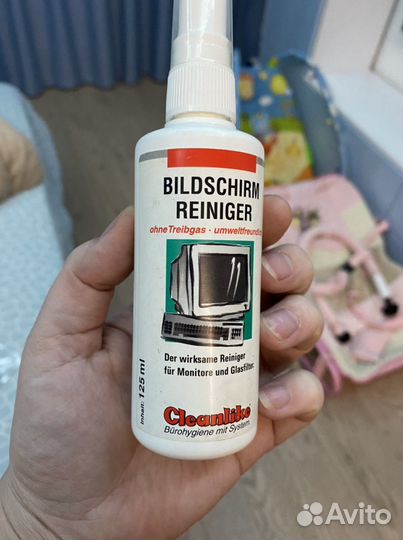 BILDSCHIRM
REINIGER
ohne Treibgas · umweltfreundlich
Der wirksame Reiniger
für Monitore und Glasfilter.
Inhalt: 125 ml
Cleanlike
Bürohygiene mit System.
Avito